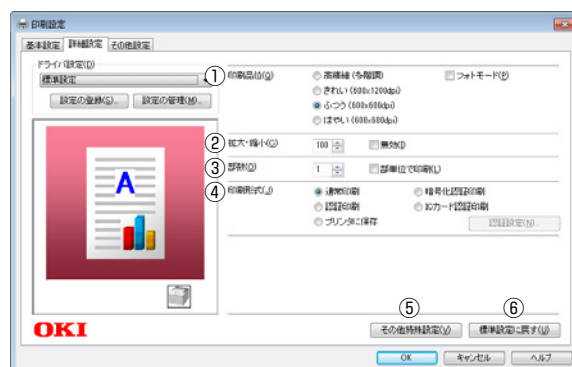 印刷設定
基本設定 詳細設定 その他設定
ドライバ設定(D)
標準設定
設定の登録(S)... 設定の管理(M)...
① 印刷品位(Q) 高精細 (多階調) フォトモード(P)
きれい (600x1200dpi)
ふつう (600x600dpi)
はやい (600x600dpi)
② 拡大・縮小(C) 100 無効(I)
③ 部数(O) 1 部単位で印刷(L)
④ 印刷形式(J) 通常印刷 暗号化認証印刷
認証印刷 ICカード認証印刷
プリンタに保存 認証設定(N)...
A
⑤ ⑥
OKI その他特殊設定(V) 標準設定に戻す(U)
OK キャンセル ヘルプ